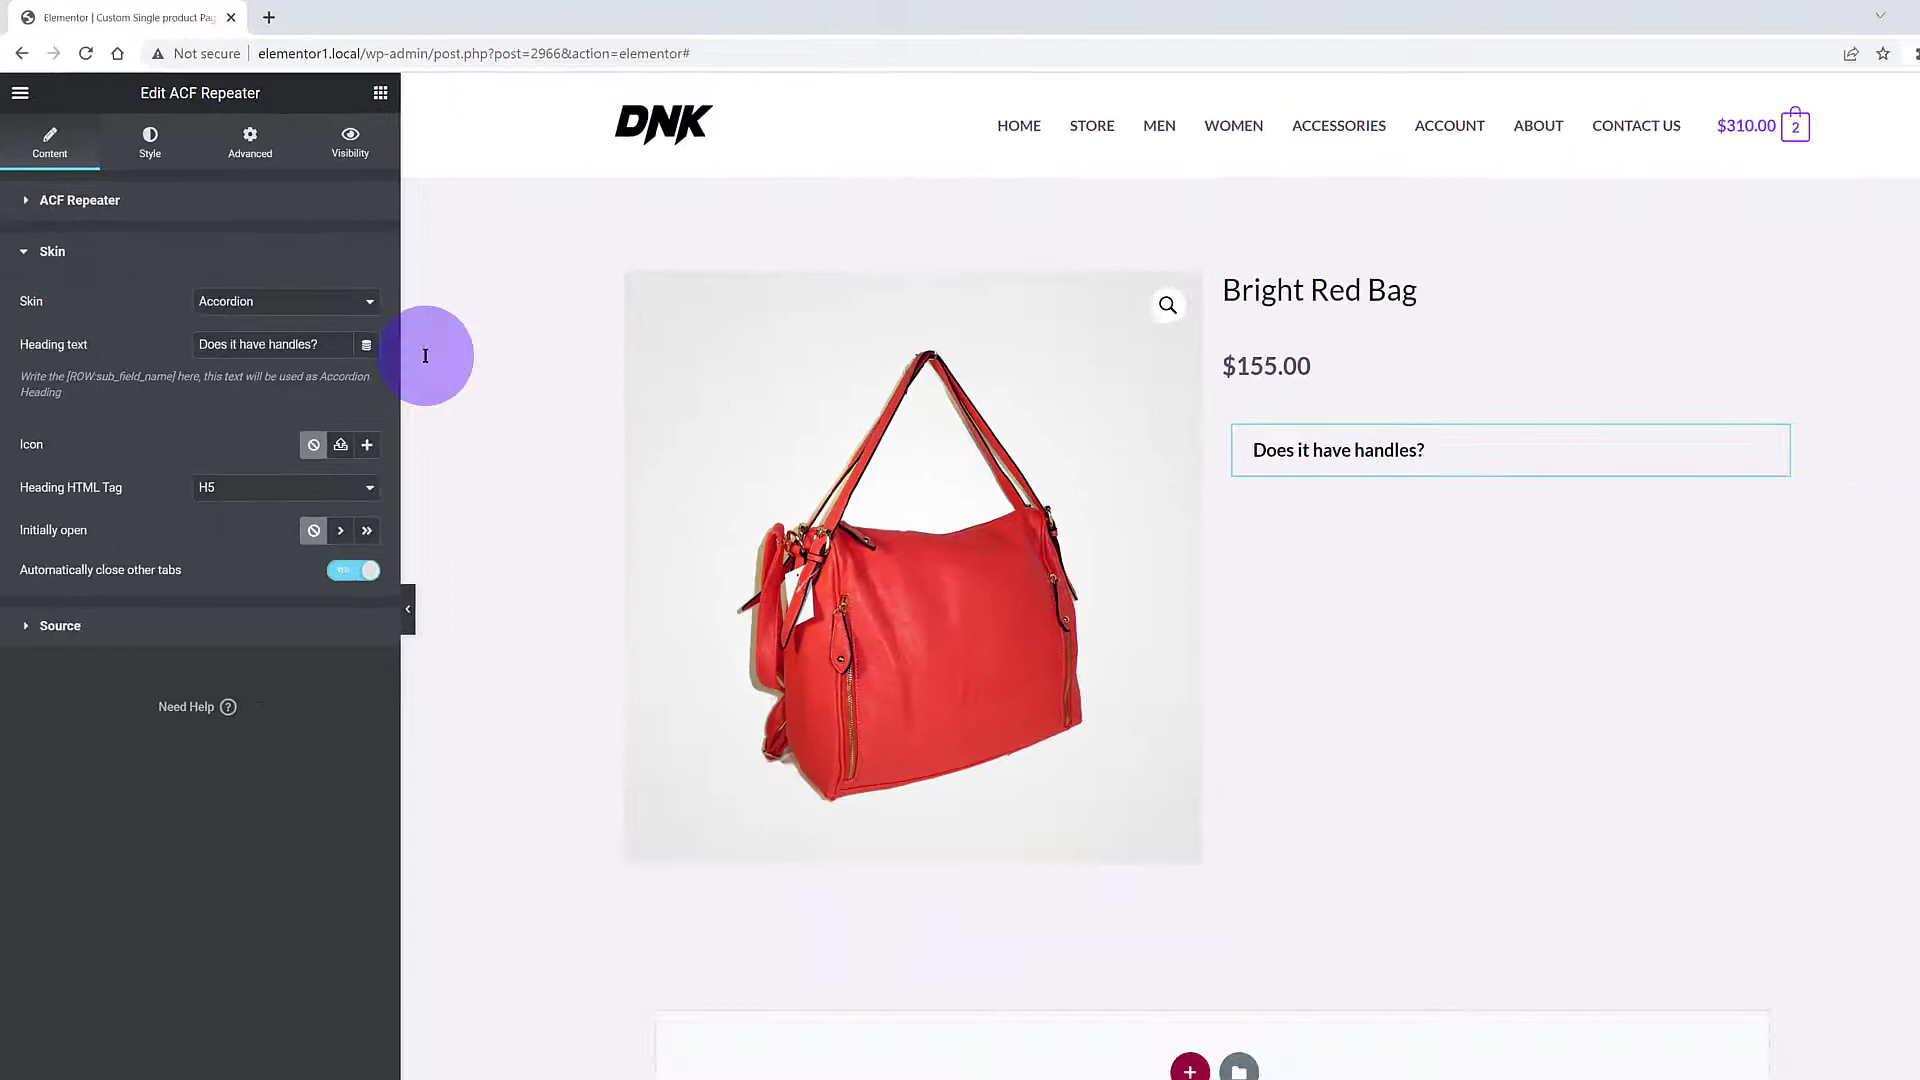 Elementor | Custom Single product Pag
Not secure
elementor1.local/wp-admin/post.php?post=2966&action=elementor#
Edit ACF Repeater
Content
Style
Advanced
Visibility
ACF Repeater
Skin
Skin
Accordion
Heading text
Does it have handles?
Write the [ROW:sub_field_name] here, this text will be used as Accordion
Heading
Icon
Heading HTML Tag
H5
Initially open
Automatically close other tabs
YES
Source
Need Help
DNK
HOME
STORE
MEN
WOMEN
ACCESSORIES
ACCOUNT
ABOUT
CONTACT US
$310.00
2
Bright Red Bag
$155.00
Does it have handles?